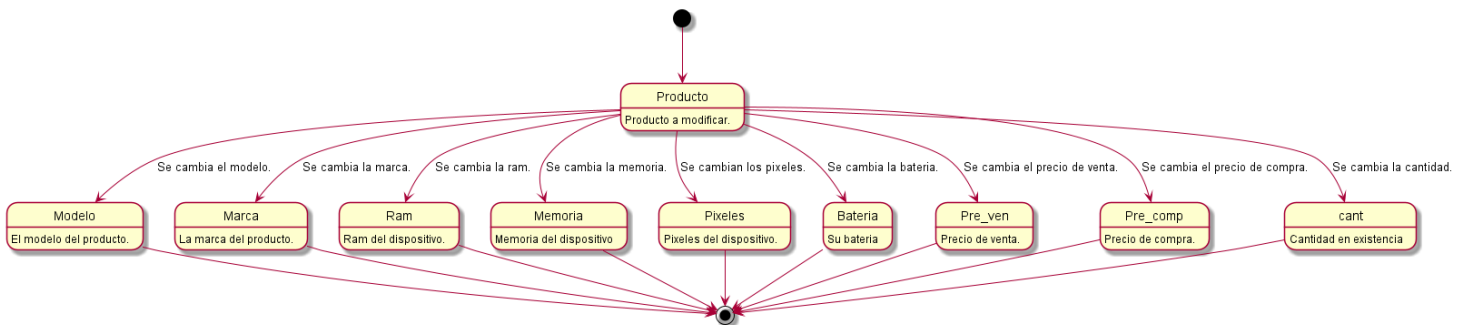 Producto
Producto a modificar.
Se cambia el modelo.
Se cambia la marca.
Se cambia la ram.
Se cambia la memoria.
Se cambian los pixeles.
Se cambia la bateria.
Se cambia el precio de venta.
Se cambia el precio de compra.
Se cambia la cantidad.
Modelo
El modelo del producto.
Marca
La marca del producto.
Ram
Ram del dispositivo.
Memoria
Memoria del dispositivo
Pixeles
Pixeles del dispositivo.
Bateria
Su bateria
Pre_ven
Precio de venta.
Pre_comp
Precio de compra.
cant
Cantidad en existencia